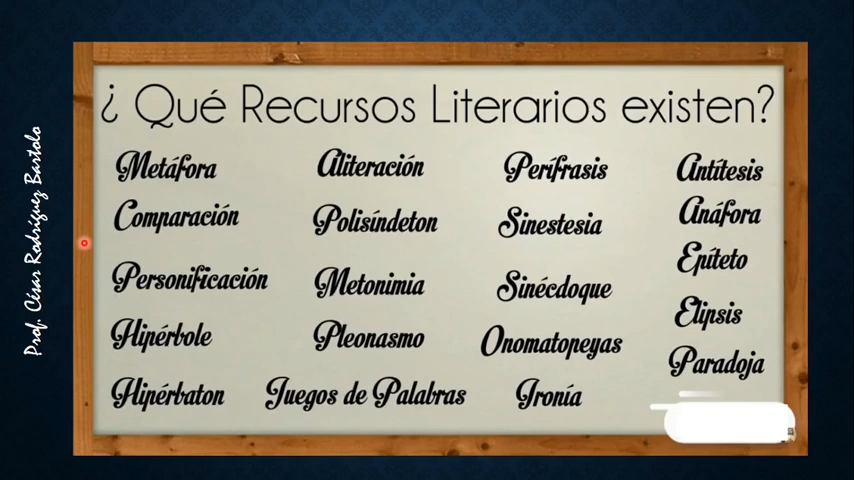 ¿ Qué Recursos Literarios existen?
Metáfora
Comparación
Personificación
Hipérbole
Hipérbaton
Aliteración
Polisíndeton
Metonimia
Pleonasmo
Juegos de Palabras
Perífrasis
Sinestesia
Sinécdoque
Onomatopeyas
Ironía
Antítesis
Anáfora
Epíteto
Elipsis
Paradoja
Prof. César Rodríguez Bartolo